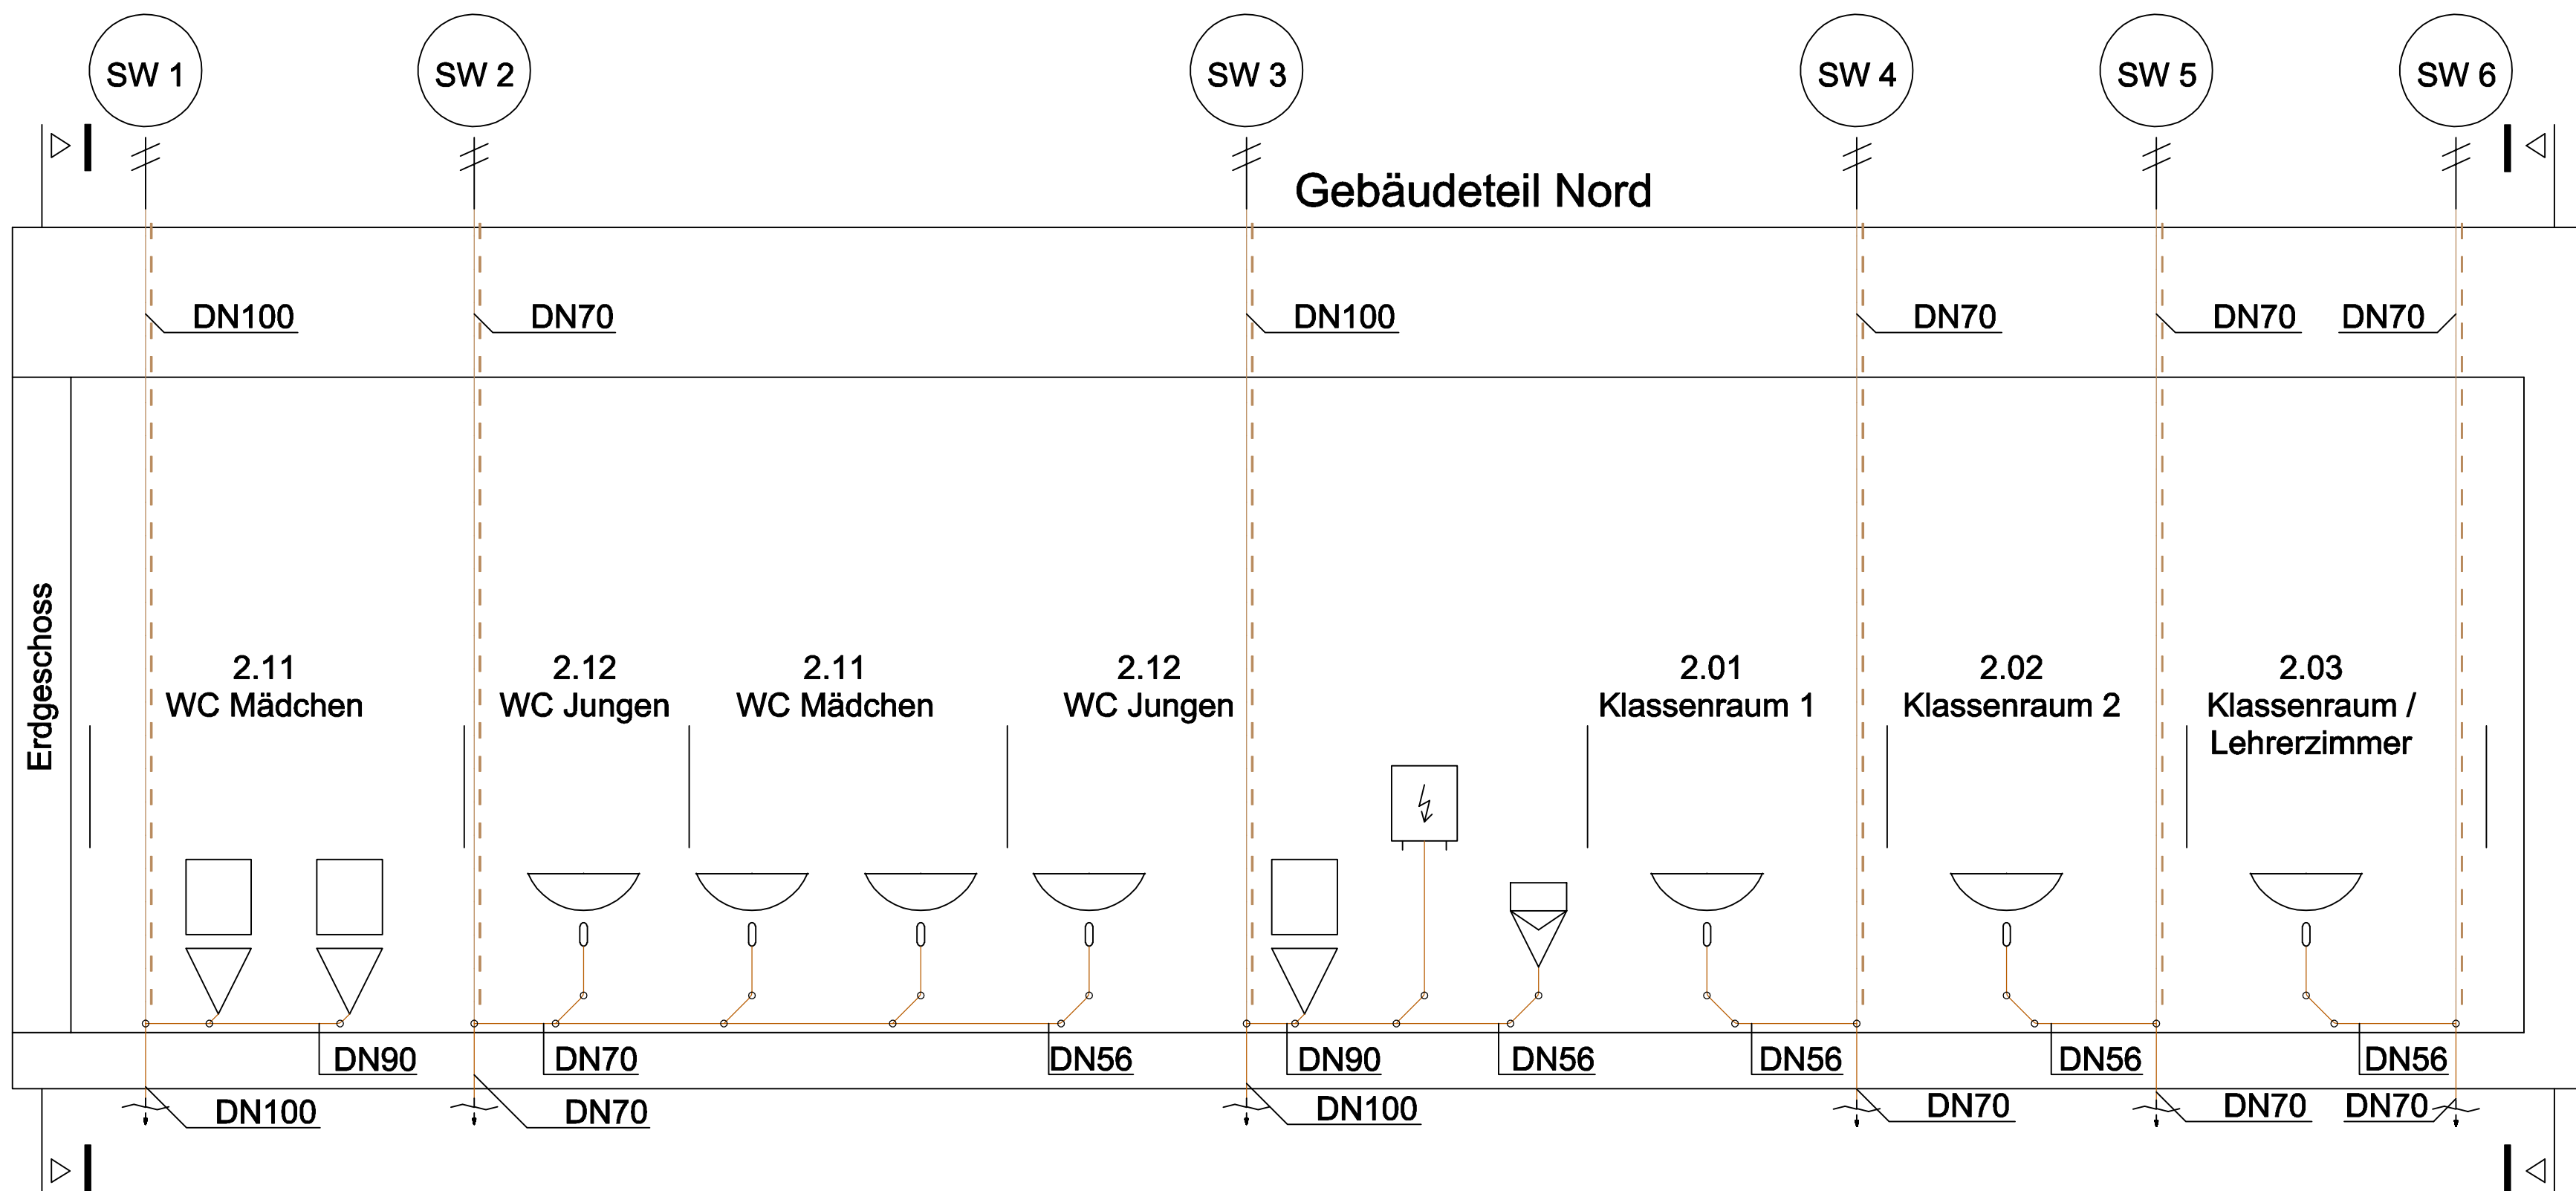 SW 1
SW 2
SW 3
SW 4
SW 5
SW 6
Gebäudeteil Nord
DN100
DN70
DN100
DN70
DN70
DN70
Erdgeschoss
2.11
WC Mädchen
2.12
WC Jungen
2.11
WC Mädchen
2.12
WC Jungen
2.01
Klassenraum 1
2.02
Klassenraum 2
2.03
Klassenraum /
Lehrerzimmer
DN90
DN70
DN56
DN90
DN56
DN56
DN56
DN56
DN100
DN70
DN100
DN70
DN70
DN70